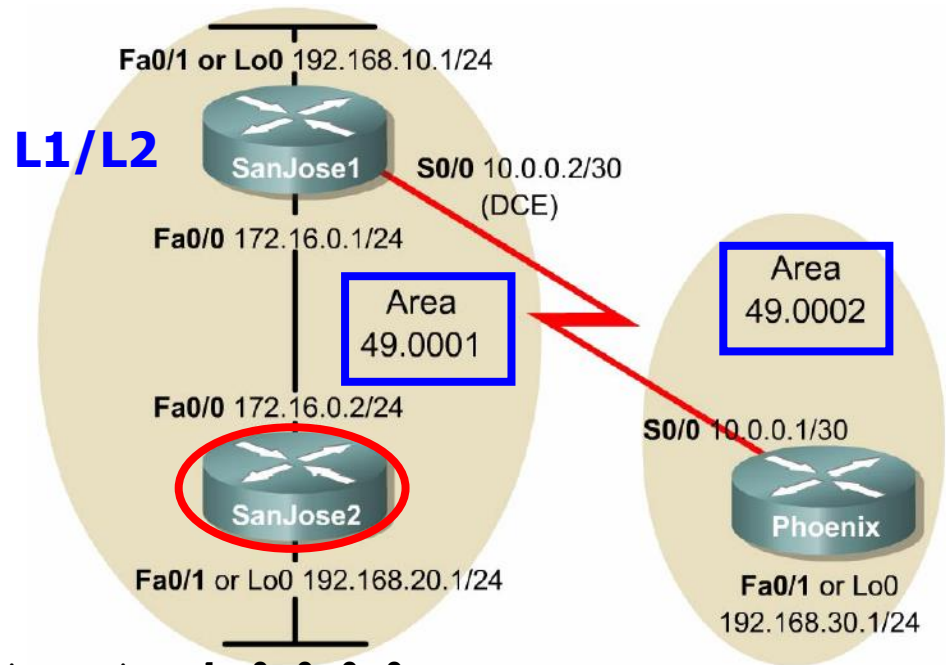 Fa0/1 or Lo0 192.168.10.1/24
L1/L2
SanJose1
S0/0 10.0.0.2/30
(DCE)
Fa0/0 172.16.0.1/24
Area
49.0001
Area
49.0002
Fa0/0 172.16.0.2/24
S0/0 10.0.0.1/30
SanJose2
Phoenix
Fa0/1 or Lo0 192.168.20.1/24
Fa0/1 or Lo0
192.168.30.1/24